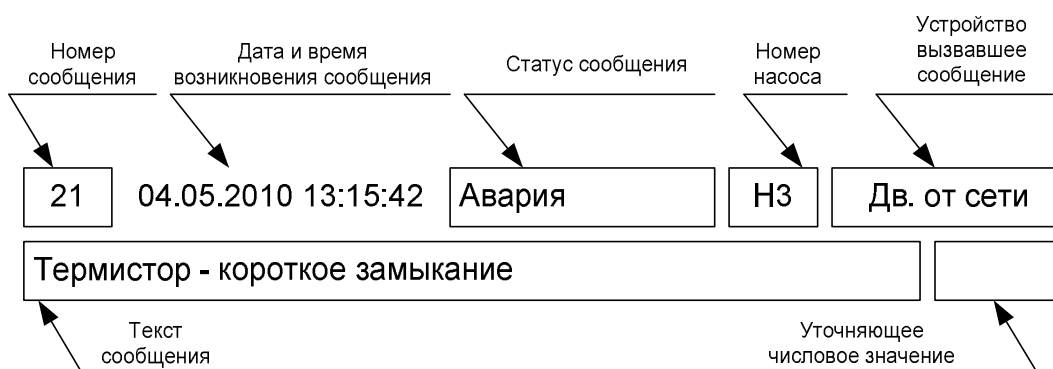 Номер
сообщения
Дата и время
возникновения сообщения
Статус сообщения
Номер
насоса
Устройство
вызвавшее
сообщение
21 04.05.2010 13:15:42 Авария Н3 Дв. от сети
Термистор - короткое замыкание
Текст
сообщения
Уточняющее
числовое значение